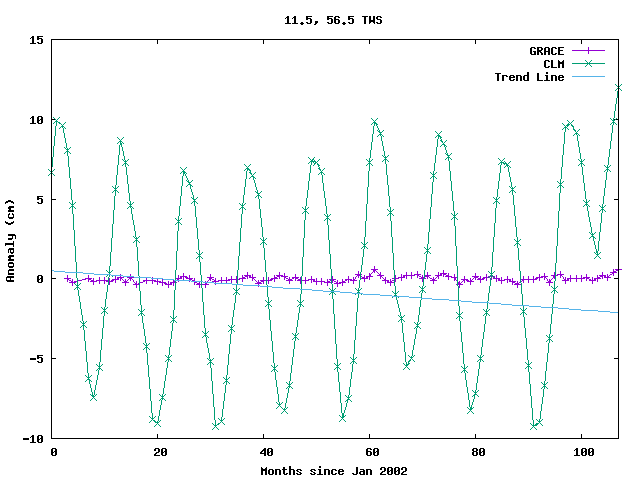 11.5, 56.5 TWS
GRACE
CLM
Trend Line
15
10
5
0
-5
-10
Anomaly (cm)
0 20 40 60 80 100
Months since Jan 2002